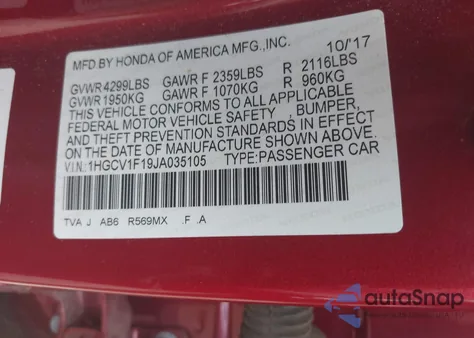 MFD BY HONDA OF AMERICA MFG.,INC. 10/'17
GVWR 4299LBS GAWR F 2359LBS R 2116LBS
GVWR 1950KG GAWR F 1070KG R 960KG
THIS VEHICLE CONFORMS TO ALL APPLICABLE
FEDERAL MOTOR VEHICLE SAFETY , BUMPER,
AND THEFT PREVENTION STANDARDS IN EFFECT
ON THE DATE OF MANUFACTURE SHOWN ABOVE.
V.I.N:1HGCV1F19JA035105 TYPE:PASSENGER CAR
TVA J AB6 R569MX .F .A
autaSnap